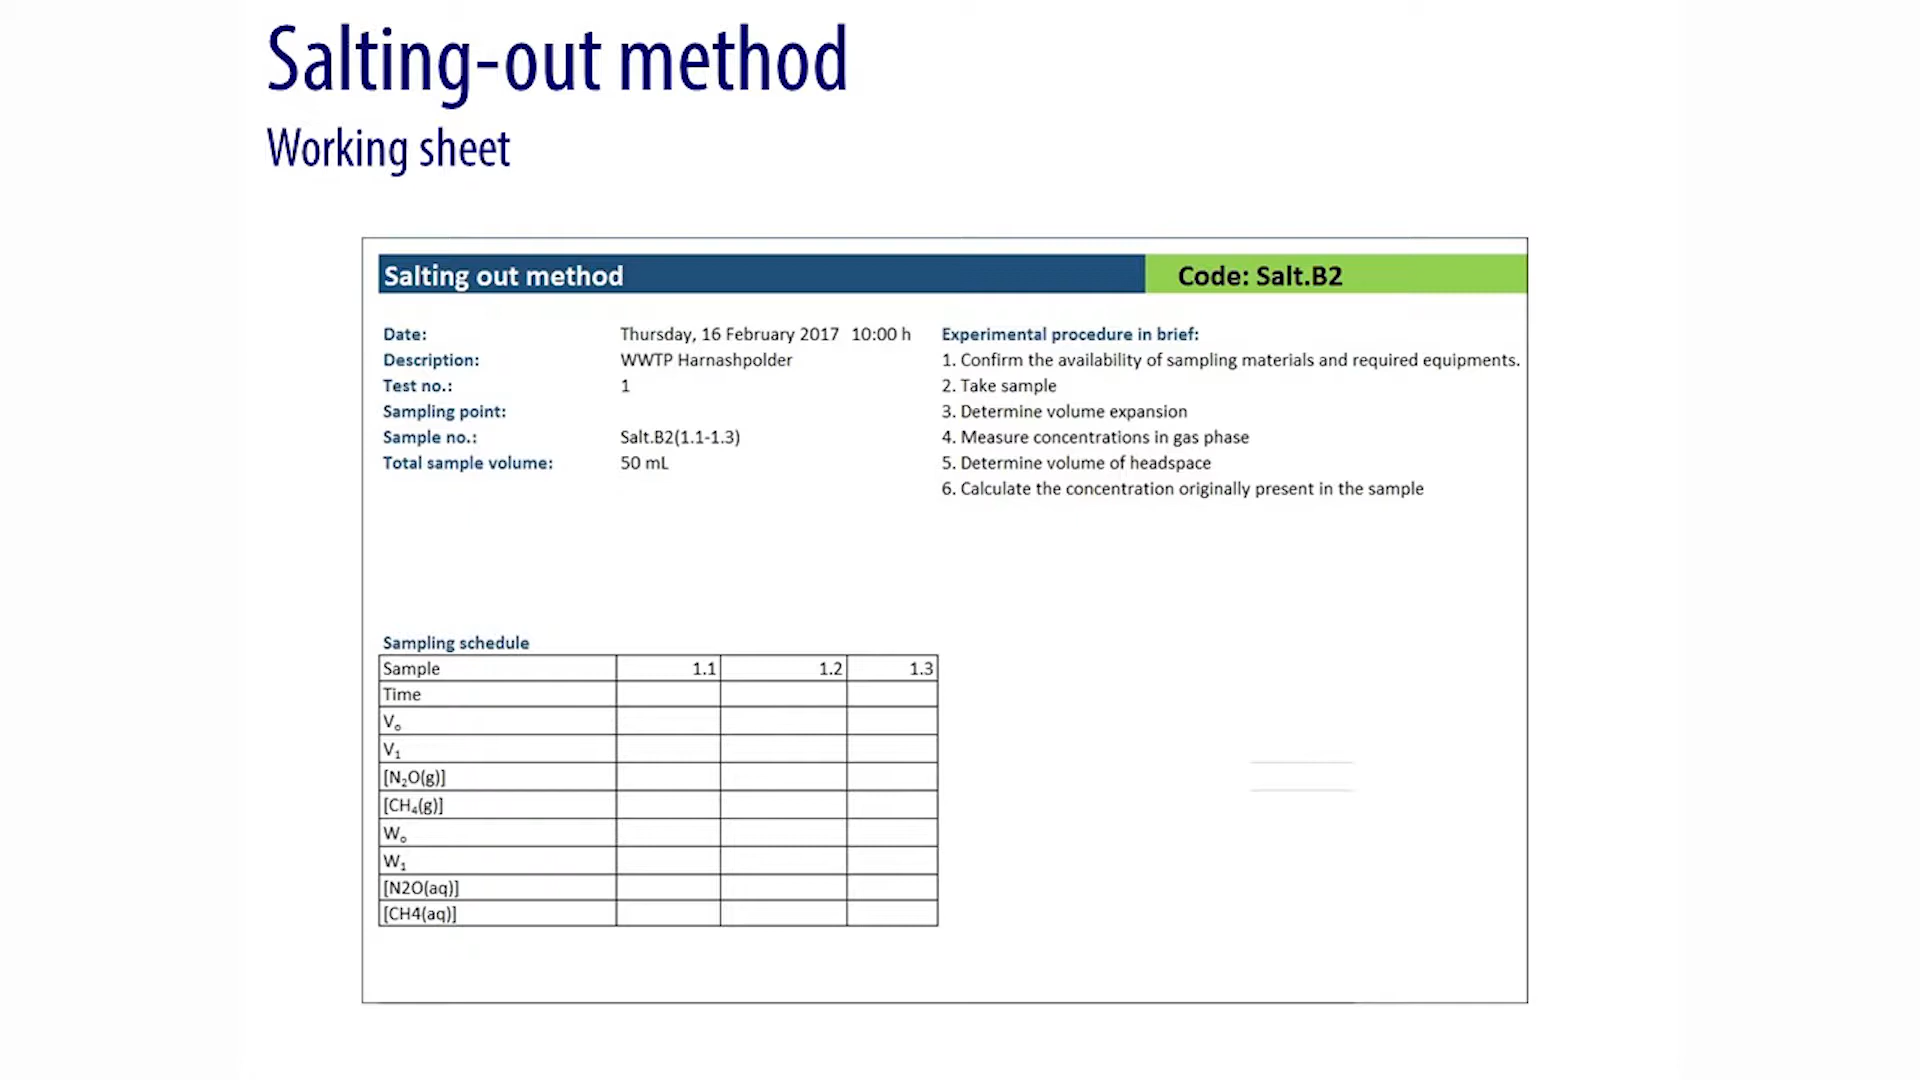 Salting-out method
Working sheet
Salting out method Code: Salt.B2
Date: Thursday, 16 February 2017 10:00 h
Description: WWTP Harnashpolder
Test no.: 1
Sampling point:
Sample no.: Salt.B2(1.1-1.3)
Total sample volume: 50 mL
Experimental procedure in brief:
1. Confirm the availability of sampling materials and required equipments.
2. Take sample
3. Determine volume expansion
4. Measure concentrations in gas phase
5. Determine volume of headspace
6. Calculate the concentration originally present in the sample
Sampling schedule
Sample 1.1 1.2 1.3
Time
Vₒ
V₁
[N₂O(g)]
[CH₄(g)]
Wₒ
W₁
[N2O(aq)]
[CH4(aq)]